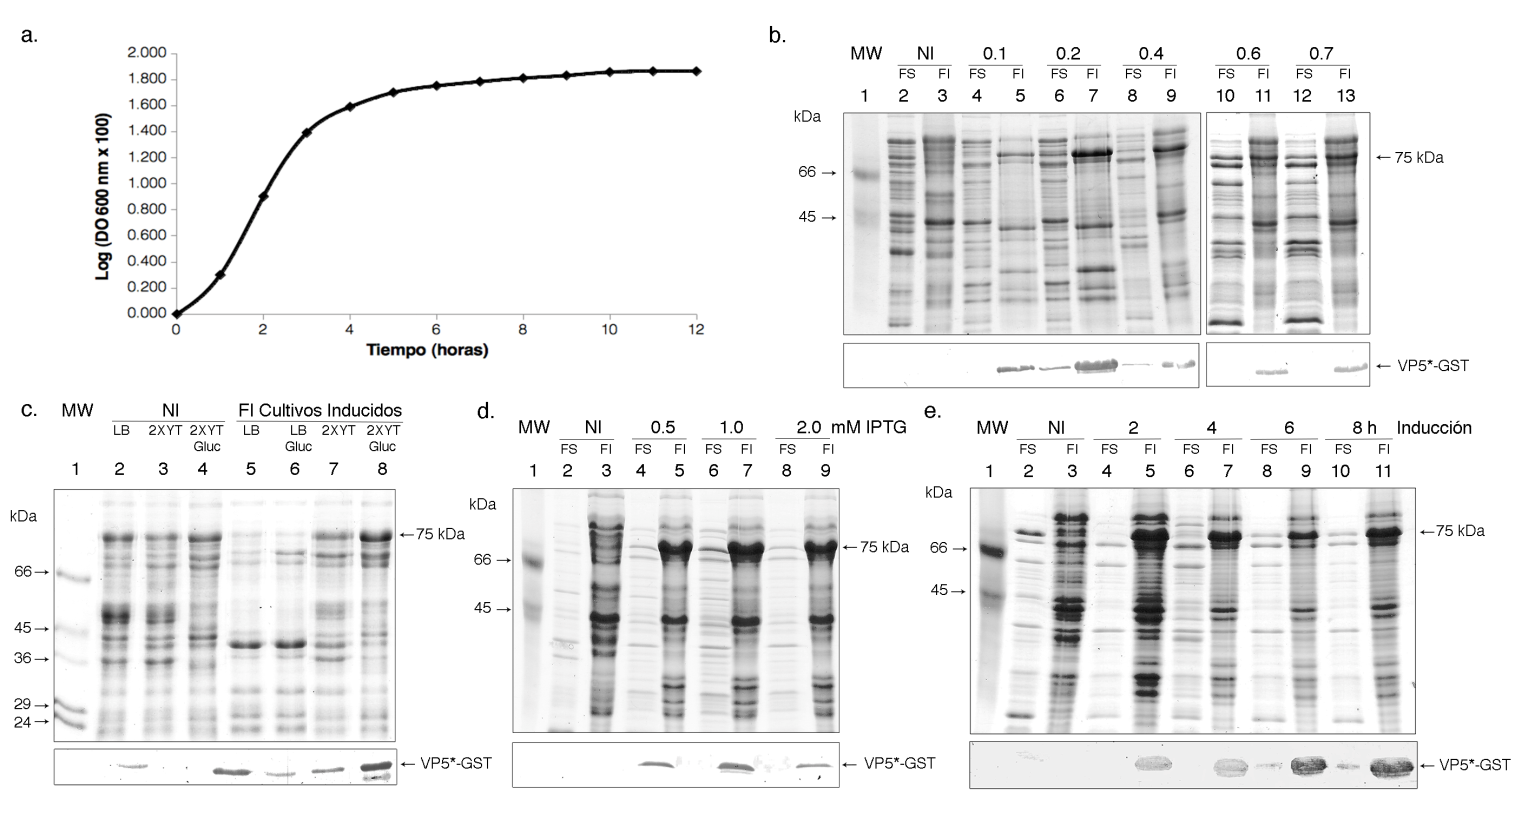 a.
2.000
1.800
1.600
1.400
1.200
1.000
0.800
0.600
0.400
0.200
0.000
0 2 4 6 8 10 12
Log (DO 600 nm x 100)
Tiempo (horas)
b.
MW NI 0.1 0.2 0.4 0.6 0.7
FS FI FS FI FS FI FS FI FS FI FS FI
1 2 3 4 5 6 7 8 9 10 11 12 13
kDa
66
45
75 kDa
VP5*-GST
c.
MW NI FI Cultivos Inducidos
LB 2XYT 2XYT Gluc LB LB Gluc 2XYT 2XYT Gluc
1 2 3 4 5 6 7 8
kDa
66
45
36
29
24
75 kDa
VP5*-GST
d.
MW NI 0.5 1.0 2.0 mM IPTG
FS FI FS FI FS FI FS FI
1 2 3 4 5 6 7 8 9
kDa
66
45
75 kDa
VP5*-GST
e.
MW NI 2 4 6 8 h Inducción
FS FI FS FI FS FI FS FI FS FI
1 2 3 4 5 6 7 8 9 10 11
kDa
66
45
75 kDa
VP5*-GST